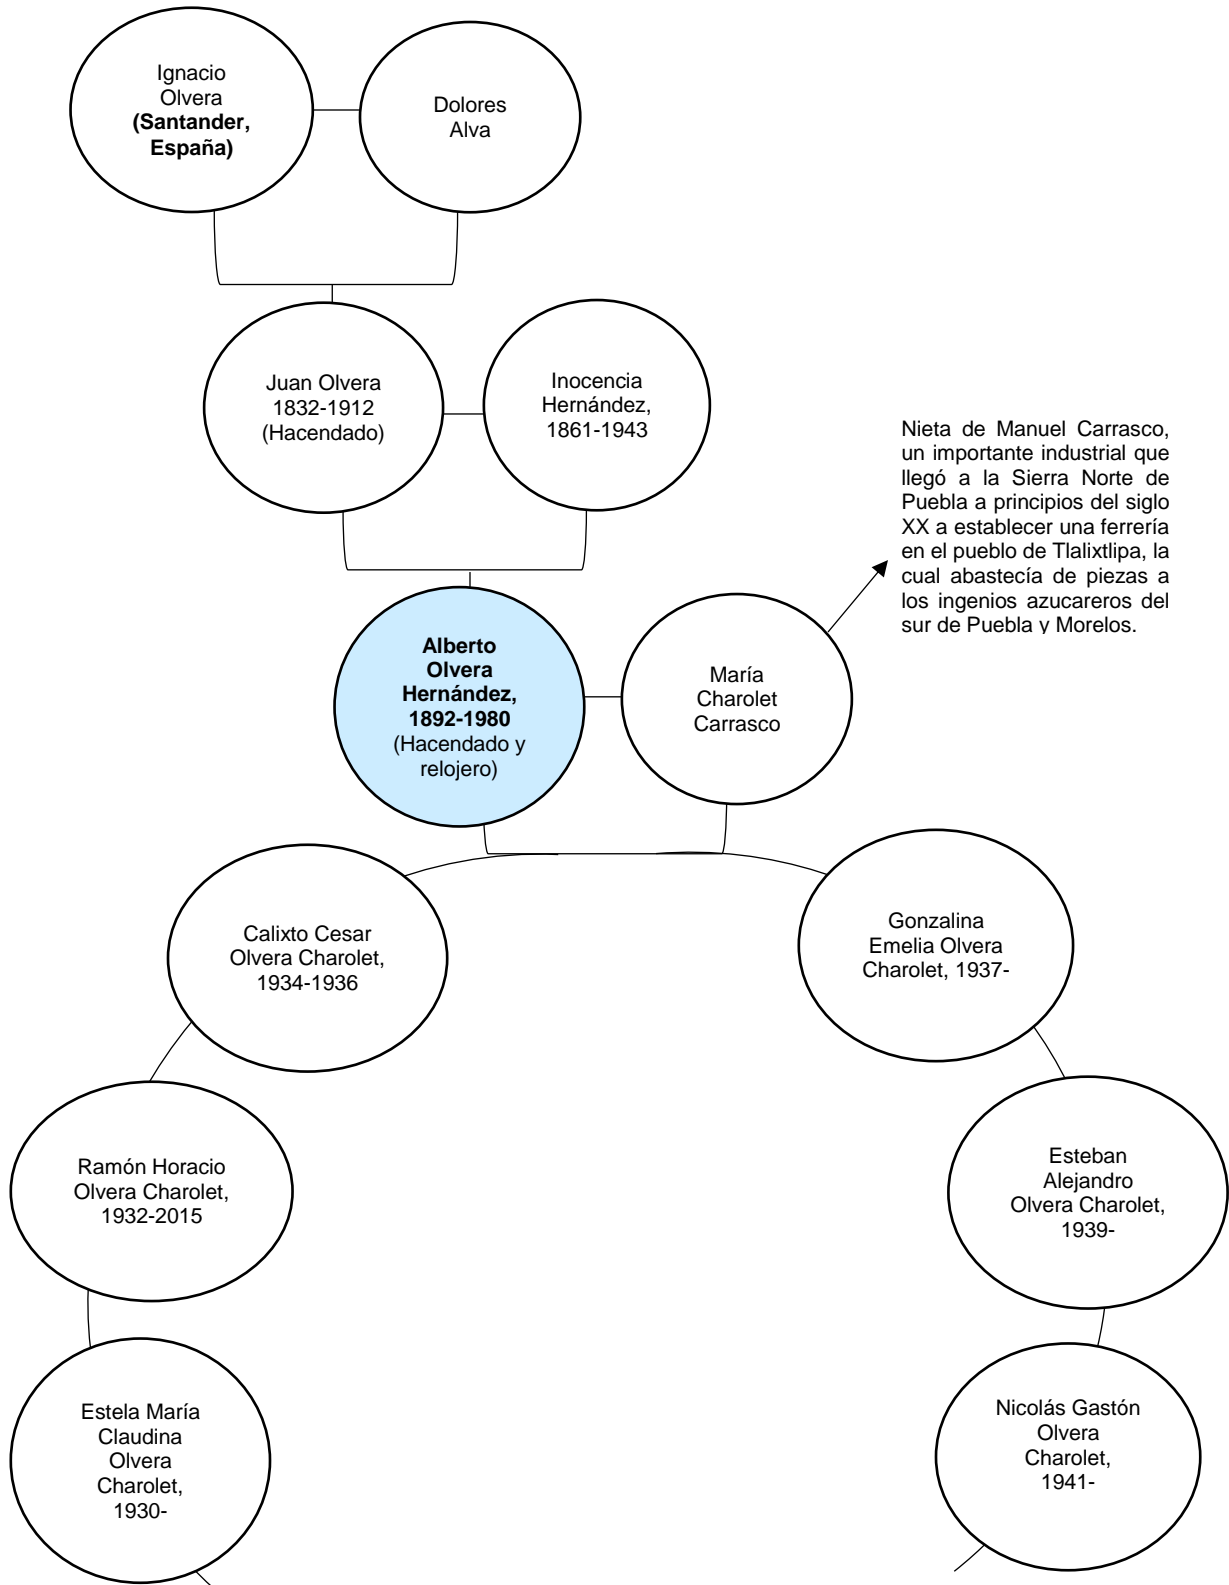 Ignacio
Olvera
(Santander,
España)
Dolores
Alva
Juan Olvera
1832-1912
(Hacendado)
Inocencia
Hernández,
1861-1943
Nieta de Manuel Carrasco,
un importante industrial que
llegó a la Sierra Norte de
Puebla a principios del siglo
XX a establecer una ferrería
en el pueblo de Tlalixtlipa, la
cual abastecía de piezas a
los ingenios azucareros del
sur de Puebla y Morelos.
Alberto
Olvera
Hernández,
1892-1980
(Hacendado y
relojero)
María
Charolet
Carrasco
Calixto Cesar
Olvera Charolet,
1934-1936
Gonzalina
Emelia Olvera
Charolet, 1937-
Ramón Horacio
Olvera Charolet,
1932-2015
Esteban
Alejandro
Olvera Charolet,
1939-
Estela María
Claudina
Olvera
Charolet,
1930-
Nicolás Gastón
Olvera
Charolet,
1941-